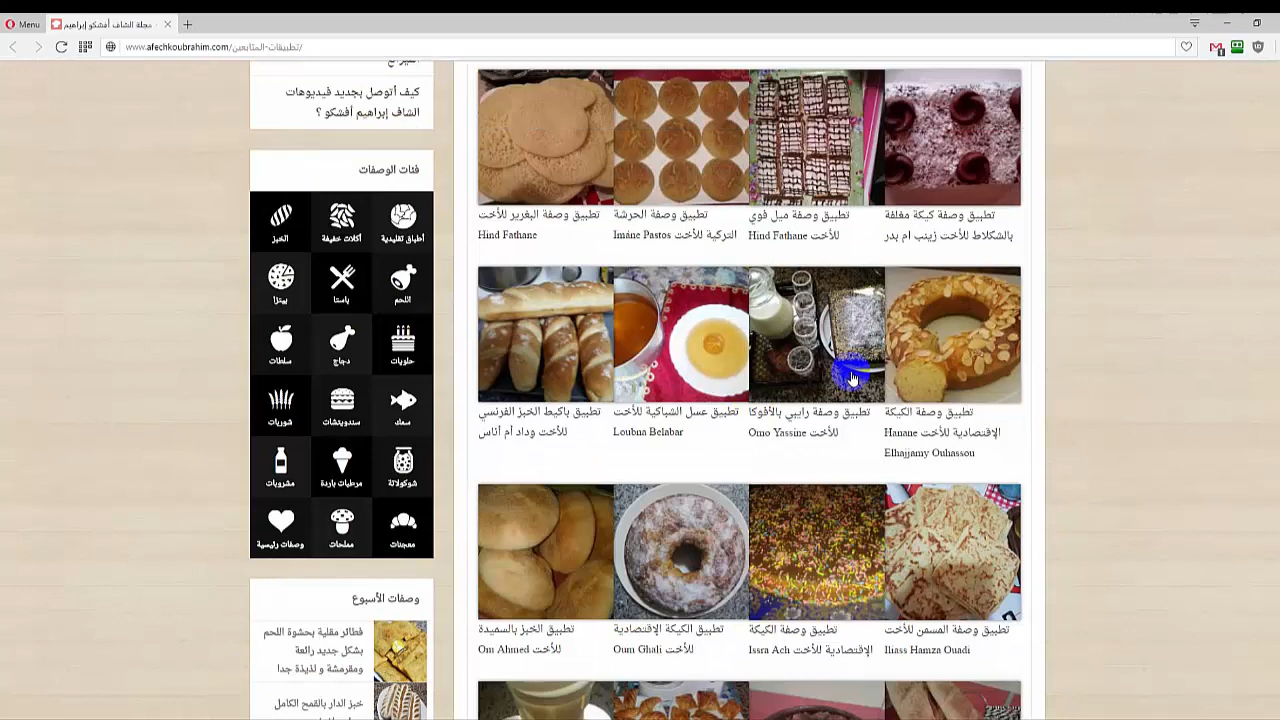 Menu
مجلة الشاف أفشكو إبراهيم
www.afechkoubrahim.com/تطبيقات-المتابعين/
كيف أتوصل بجديد فيديوهات
الشاف إبراهيم أفشكو ؟
فئات الوصفات
أطباق تقليدية
أكلات خفيفة
الخبز
اللحم
باستا
بيتزا
حلويات
دجاج
سلطات
سمك
سندويتشات
شوربات
شوكولاتة
مرطبات باردة
مشروبات
معجنات
مملحات
وصفات رئيسية
وصفات الأسبوع
فطائر مقلية بحشوة اللحم
بشكل جديد رائعة
ومقرمشة و لذيذة جدا
خبز الدار بالقمح الكامل
تطبيق وصفة كيكة مغلفة
بالشكلاط للأخت زينب ام بدر
تطبيق وصفة ميل فوي
للأخت Hind Fathane
تطبيق وصفة الحرشة
التركية للأخت Imane Pastos
تطبيق وصفة البغرير للأخت
Hind Fathane
تطبيق وصفة الكيكة
الإقتصادية للأخت Hanane
Elhajjamy Ouhassou
تطبيق وصفة رايبي بالأفوكا
للأخت Omo Yassine
تطبيق عسل الشباكية للأخت
Loubna Belabar
تطبيق باكيط الخبز الفرنسي
للأخت وداد أم أناس
تطبيق وصفة المسمن للأخت
Iliass Hamza Ouadi
تطبيق وصفة الكيكة
الإقتصادية للأخت Issra Ach
تطبيق الكيكة الإقتصادية
للأخت Oum Ghali
تطبيق الخبز بالسميدة
للأخت Om Ahmed